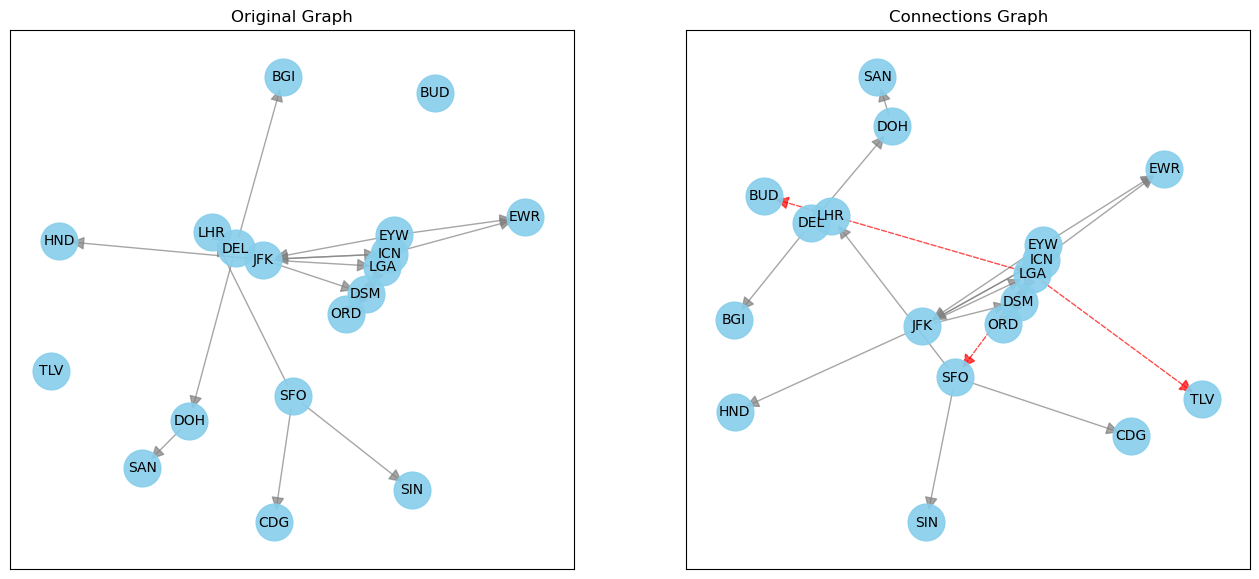 Original Graph
BGI
BUD
LHR
EWR
EYW
HND
DEL
ICN
JFK
LGA
DSM
ORD
TLV
SFO
DOH
SAN
SIN
CDG
Connections Graph
SAN
DOH
EWR
BUD
LHR
DEL
EYW
ICN
LGA
DSM
BGI
ORD
JFK
SFO
TLV
HND
CDG
SIN